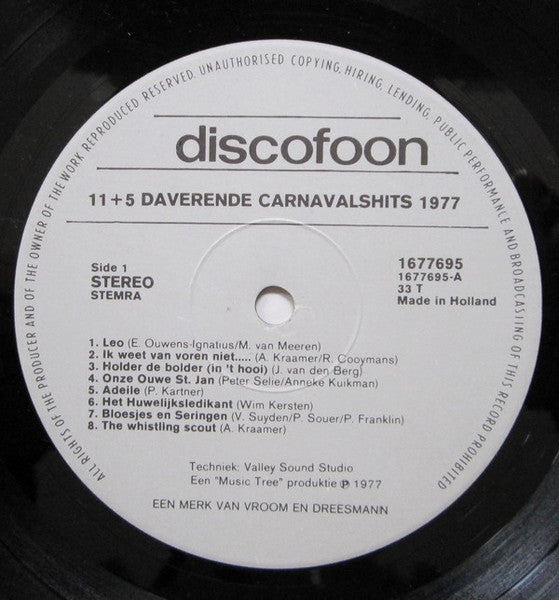 ALL RIGHTS OF THE PRODUCER AND OF THE OWNER OF THE WORK REPRODUCED RESERVED. UNAUTHORISED COPYING, HIRING, LENDING, PUBLIC PERFORMANCE AND BROADCASTING OF THIS RECORD PROHIBITED
discofoon
11+5 DAVERENDE CARNAVALSHITS 1977
Side 1
STEREO
STEMRA
1677695
1677695-A
33 T
Made in Holland
1. Leo (E. Ouwens-Ignatius/M. van Meeren)
2. Ik weet van voren niet..... (A. Kraamer/R. Cooymans)
3. Holder de bolder (in 't hooi) (J. van den Berg)
4. Onze Ouwe St. Jan (Peter Selie/Anneke Kuikman)
5. Adeile (P. Kartner)
6. Het Huwelijksledikant (Wim Kersten)
7. Bloesjes en Seringen (V. Suyden/P. Souer/P. Franklin)
8. The whistling scout (A. Kraamer)
Techniek: Valley Sound Studio
Een "Music Tree" produktie ℗ 1977
EEN MERK VAN VROOM EN DREESMANN